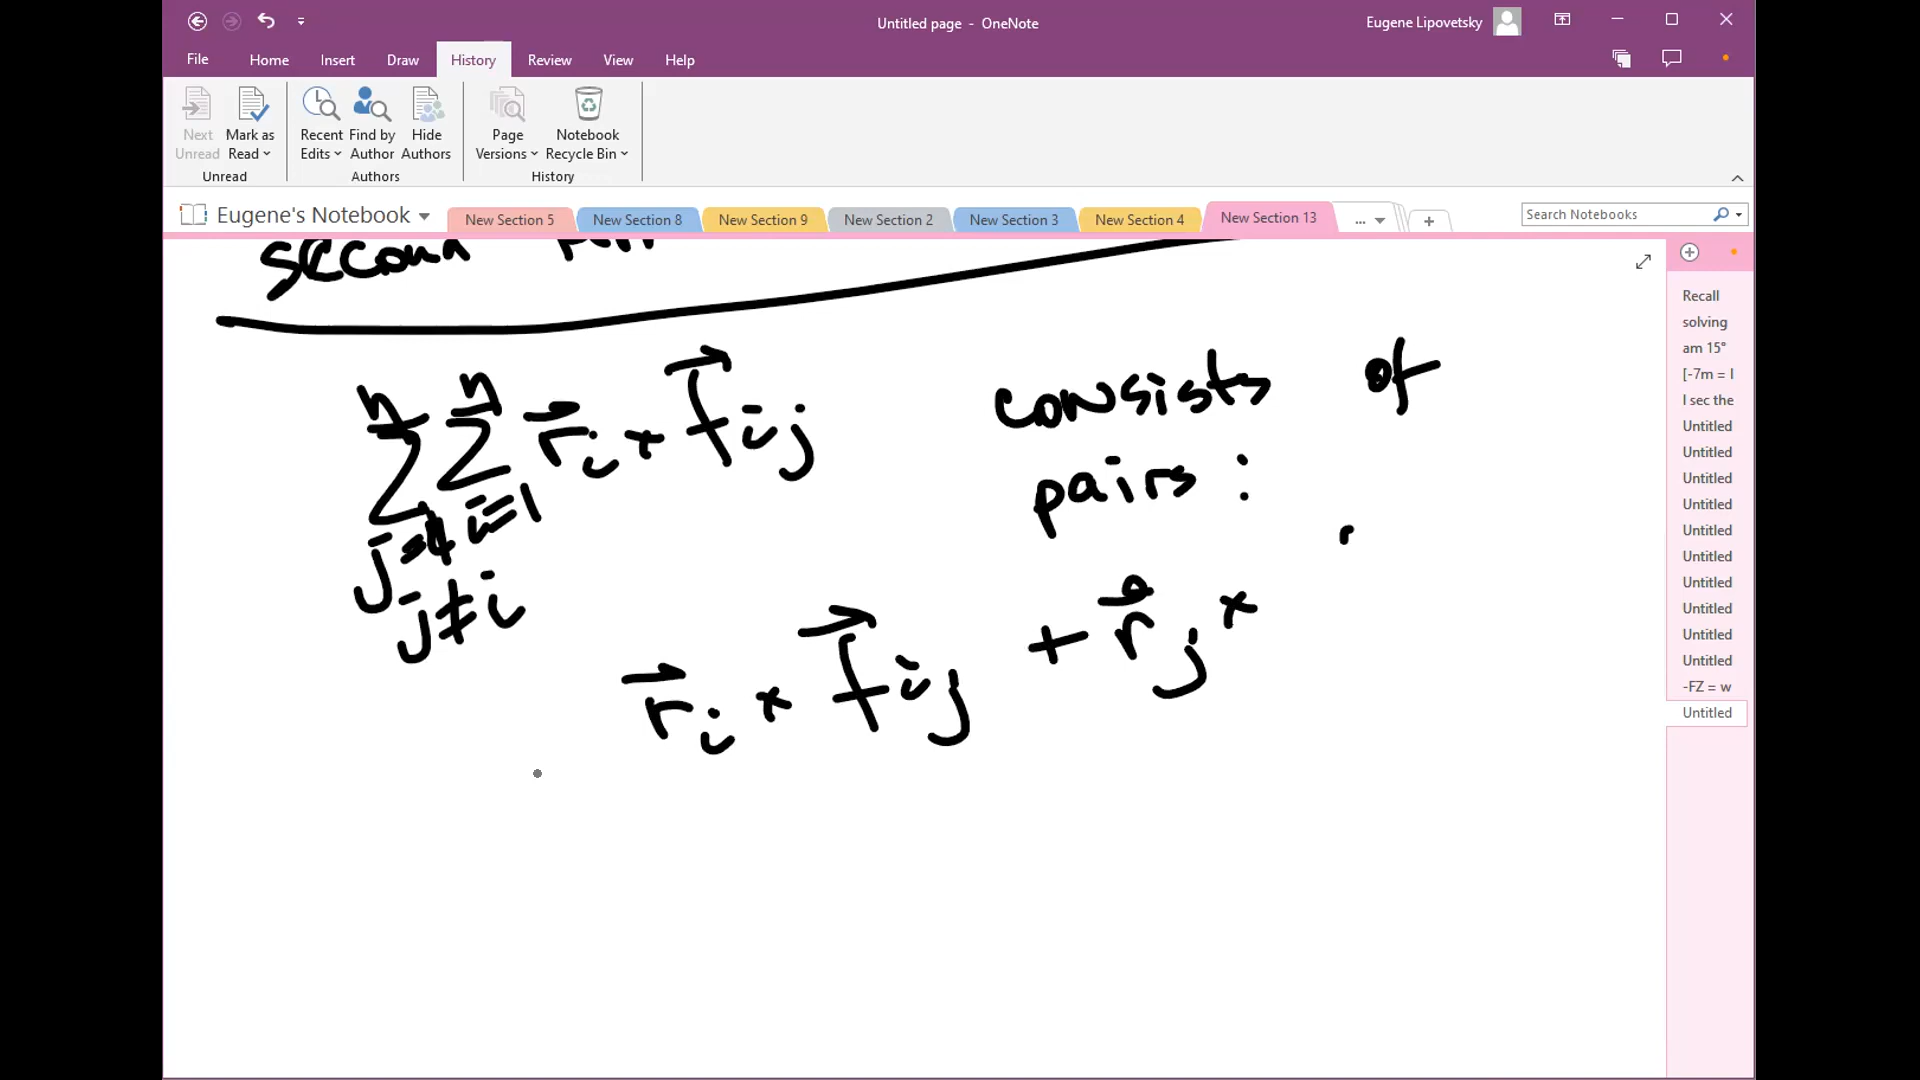 Untitled page - OneNote
Eugene Lipovetsky
File Home Insert Draw History Review View Help
Next Unread
Mark as Read
Recent Edits
Find by Author
Hide Authors
Page Versions
Notebook Recycle Bin
Unread Authors History
Eugene's Notebook New Section 5 New Section 8 New Section 9 New Section 2 New Section 3 New Section 4 New Section 13 ... + Search Notebooks
second
n n
∑ ∑ r⃗i × f⃗ij consists of
j=1 i=1 pairs:
j≠i
r⃗i × f⃗ij + r⃗j ×
Recall
solving
am 15°
[-7m = l
I sec the
Untitled
Untitled
Untitled
Untitled
Untitled
Untitled
Untitled
Untitled
Untitled
Untitled
-FZ = w
Untitled